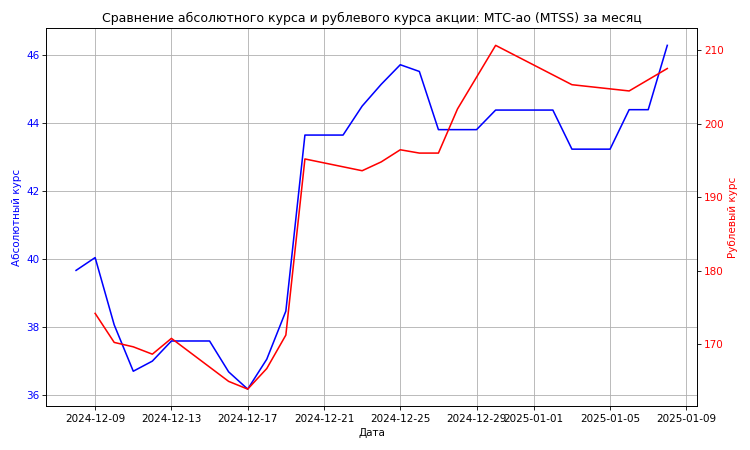 Сравнение абсолютного курса и рублевого курса акции: МТС-ао (MTSS) за месяц
46
44
42
40
38
36
Абсолютный курс
210
200
190
180
170
Рублевый курс
2024-12-09 2024-12-13 2024-12-17 2024-12-21 2024-12-25 2024-12-29 2025-01-01 2025-01-05 2025-01-09
Дата